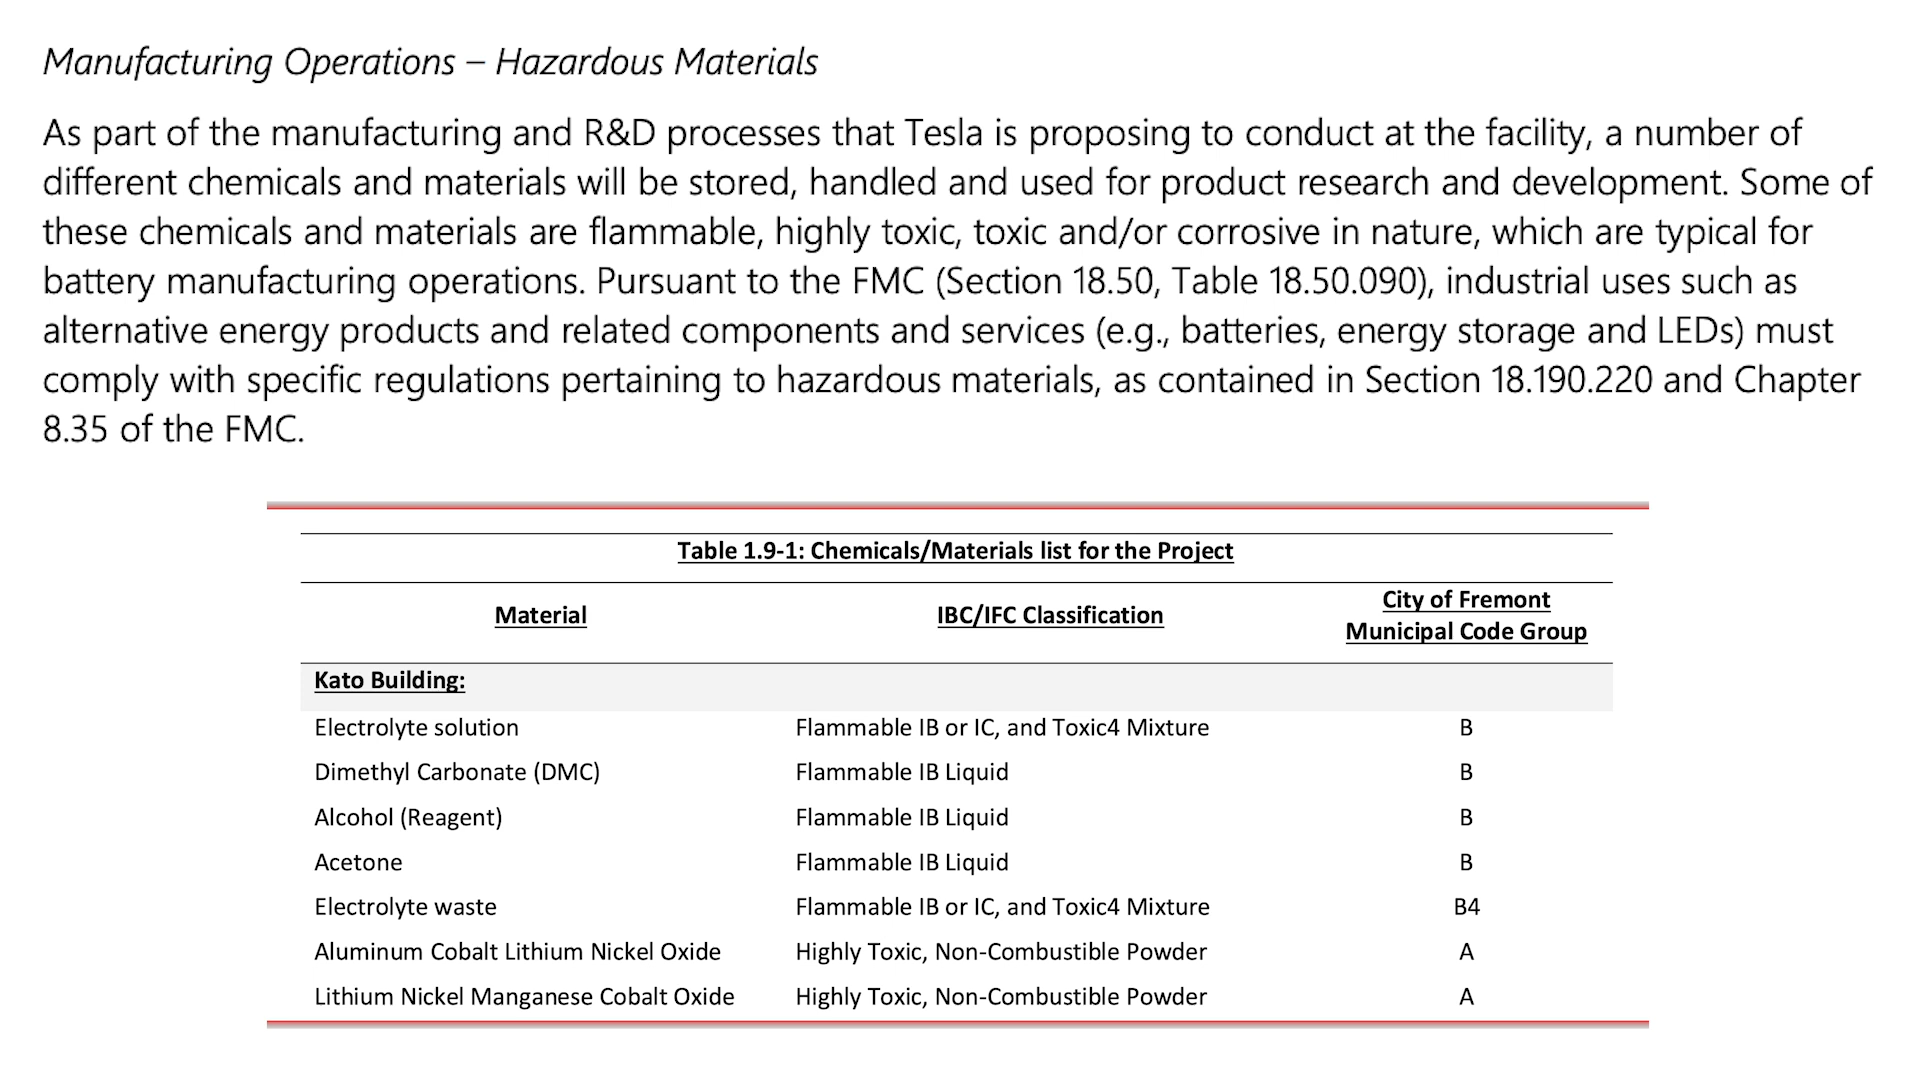 Manufacturing Operations – Hazardous Materials
As part of the manufacturing and R&D processes that Tesla is proposing to conduct at the facility, a number of
different chemicals and materials will be stored, handled and used for product research and development. Some of
these chemicals and materials are flammable, highly toxic, toxic and/or corrosive in nature, which are typical for
battery manufacturing operations. Pursuant to the FMC (Section 18.50, Table 18.50.090), industrial uses such as
alternative energy products and related components and services (e.g., batteries, energy storage and LEDs) must
comply with specific regulations pertaining to hazardous materials, as contained in Section 18.190.220 and Chapter
8.35 of the FMC.
Table 1.9-1: Chemicals/Materials list for the Project
Material IBC/IFC Classification City of Fremont
Municipal Code Group
Kato Building:
Electrolyte solution Flammable IB or IC, and Toxic4 Mixture B
Dimethyl Carbonate (DMC) Flammable IB Liquid B
Alcohol (Reagent) Flammable IB Liquid B
Acetone Flammable IB Liquid B
Electrolyte waste Flammable IB or IC, and Toxic4 Mixture B4
Aluminum Cobalt Lithium Nickel Oxide Highly Toxic, Non-Combustible Powder A
Lithium Nickel Manganese Cobalt Oxide Highly Toxic, Non-Combustible Powder A